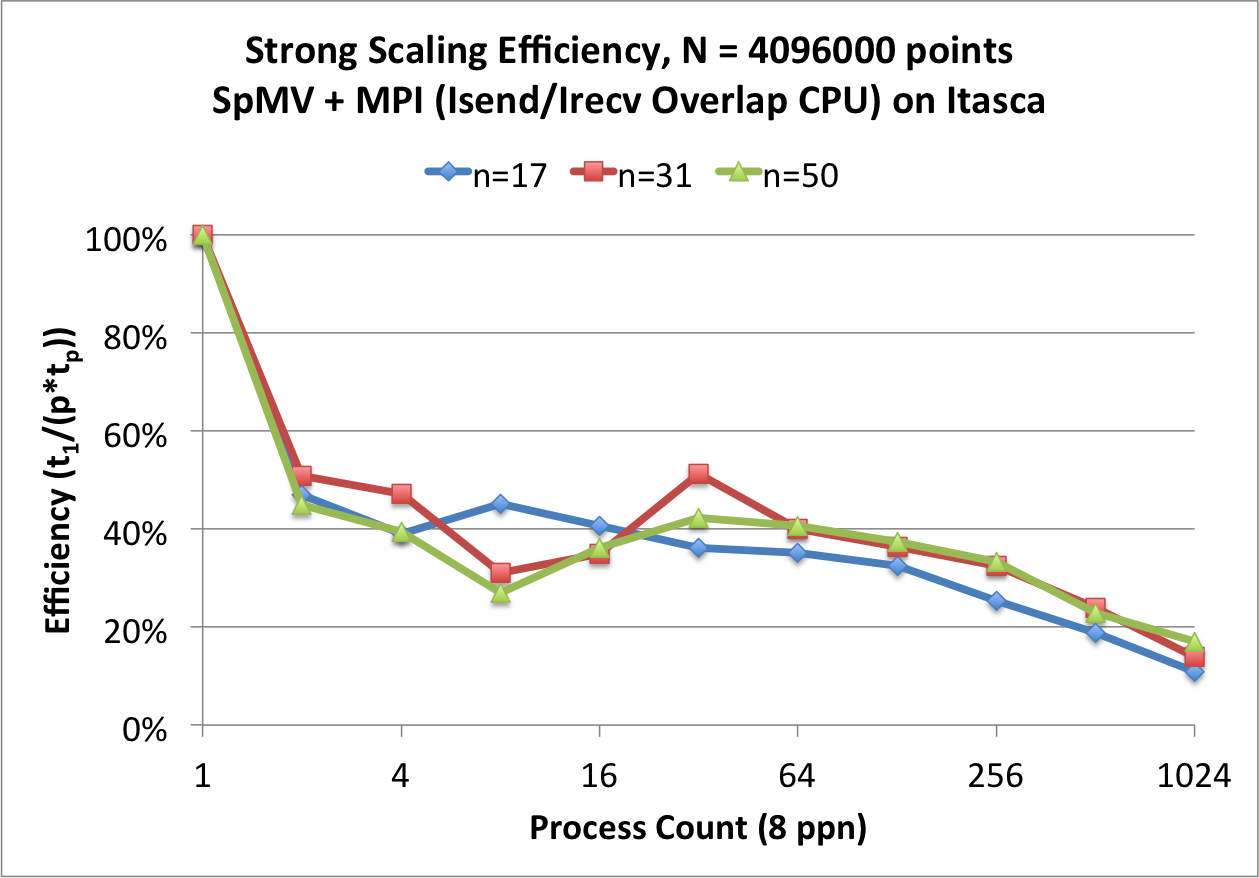 Strong Scaling Efficiency, N = 4096000 points
SpMV + MPI (Isend/Irecv Overlap CPU) on Itasca
n=17 n=31 n=50
Efficiency (t₁/(p*tₚ))
100%
80%
60%
40%
20%
0%
1 4 16 64 256 1024
Process Count (8 ppn)